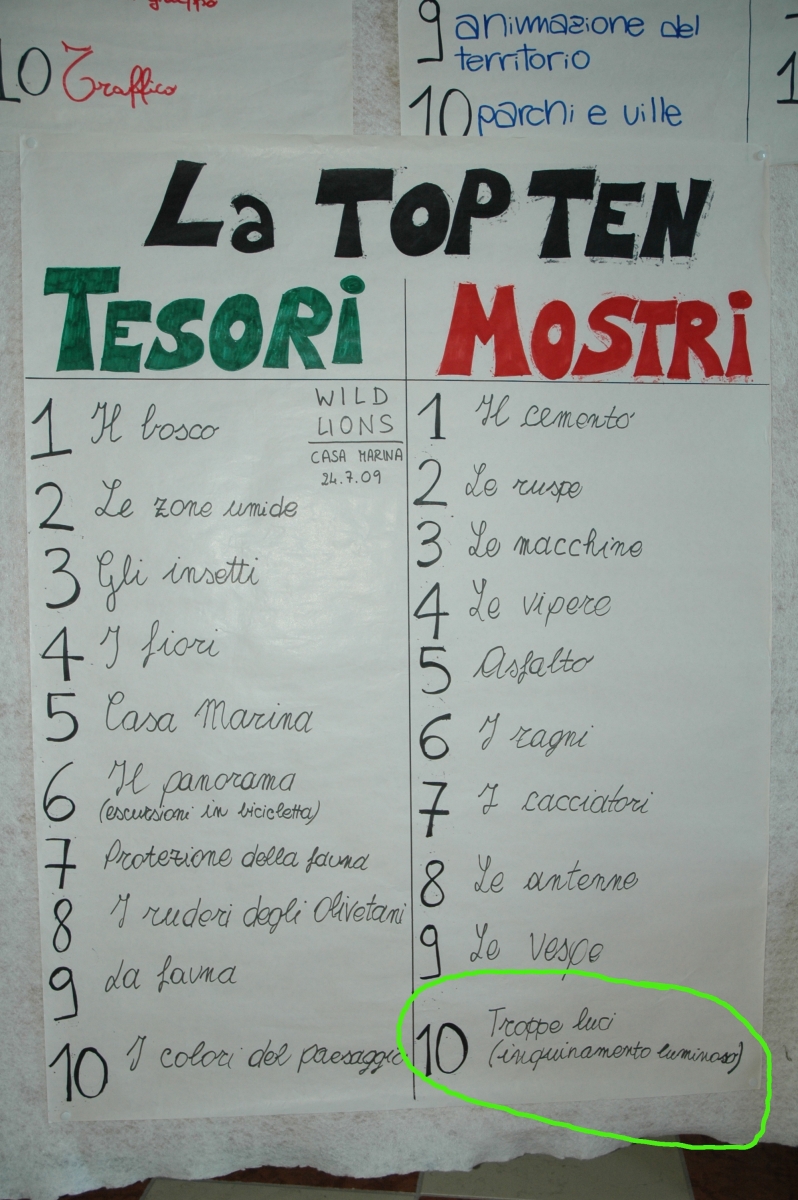 gruppo
10 Traffico
9 animazione del
territorio
10 parchi e ville
La TOP TEN
TESORI
MOSTRI
WILD
LIONS
CASA MARINA
24.7.09
1 Il bosco
2 Le zone umide
3 Gli insetti
4 I fiori
5 Casa Marina
6 Il panorama
(escursioni in bicicletta)
7 Protezione della fauna
8 I ruderi degli Olivetani
9 La fauna
10 I colori del paesaggio
1 Il cemento
2 Le ruspe
3 Le macchine
4 Le vipere
5 Asfalto
6 I ragni
7 I cacciatori
8 Le antenne
9 Le vespe
10 Troppe luci
(inquinamento luminoso)